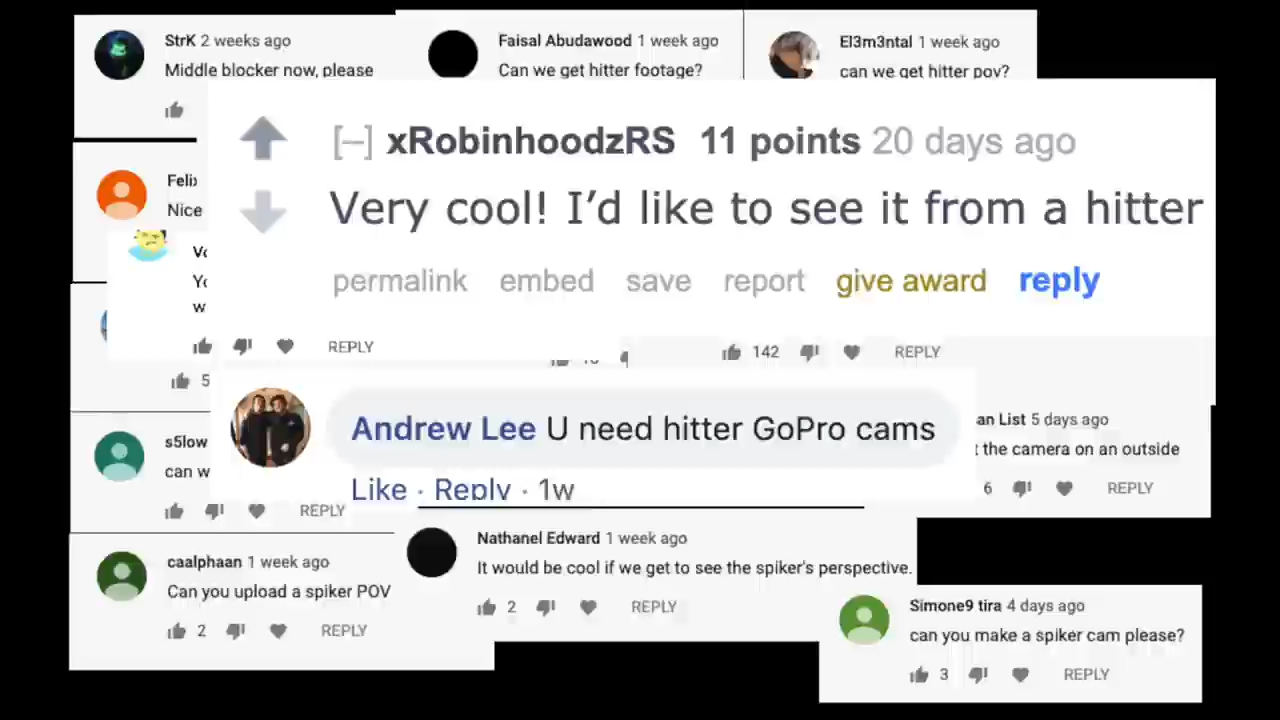 StrK 2 weeks ago
Middle blocker now, please
Faisal Abudawood 1 week ago
Can we get hitter footage?
El3m3ntal 1 week ago
can we get hitter pov?
[–] xRobinhoodzRS 11 points 20 days ago
Very cool! I'd like to see it from a hitter
permalink embed save report give award reply
Felix
Nice
Yo
w
REPLY
142 REPLY
5
Andrew Lee U need hitter GoPro cams
Like · Reply · 1w
an List 5 days ago
t the camera on an outside
6 REPLY
s5low
can w
REPLY
Nathanel Edward 1 week ago
It would be cool if we get to see the spiker's perspective.
2 REPLY
caalphaan 1 week ago
Can you upload a spiker POV
2 REPLY
Simone9 tira 4 days ago
can you make a spiker cam please?
3 REPLY